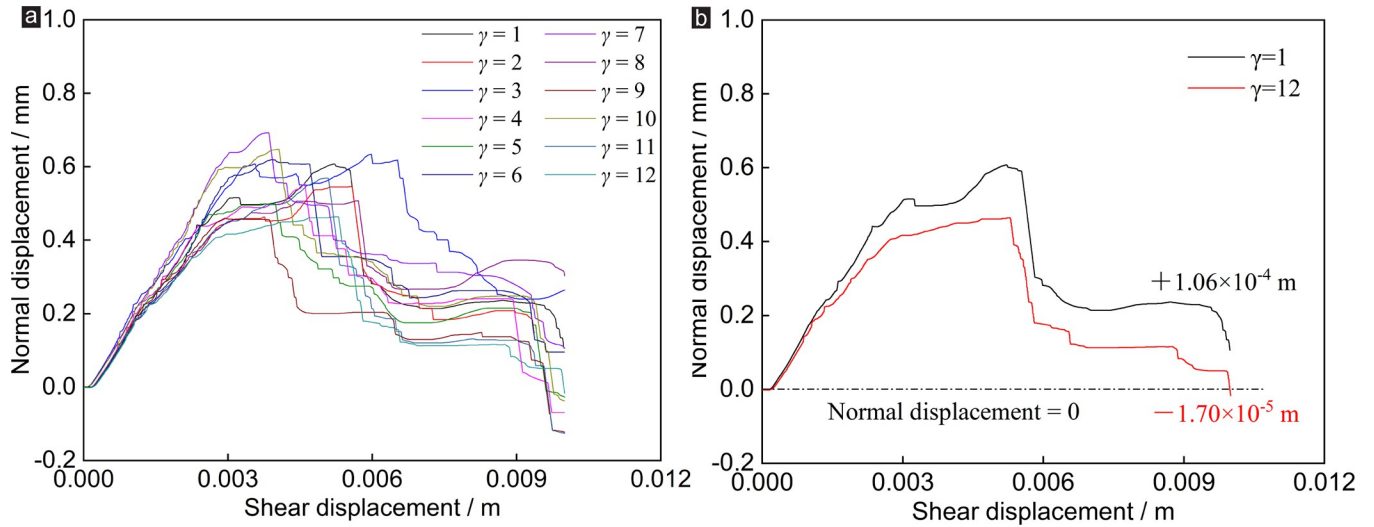 a
1.0
0.8
0.6
0.4
0.2
0.0
-0.2
Normal displacement / mm
γ = 1
γ = 2
γ = 3
γ = 4
γ = 5
γ = 6
γ = 7
γ = 8
γ = 9
γ = 10
γ = 11
γ = 12
0.000 0.003 0.006 0.009 0.012
Shear displacement / m
b
1.0
0.8
0.6
0.4
0.2
0.0
-0.2
Normal displacement / mm
γ=1
γ=12
+1.06×10⁻⁴ m
Normal displacement = 0
−1.70×10⁻⁵ m
0.000 0.003 0.006 0.009 0.012
Shear displacement / m